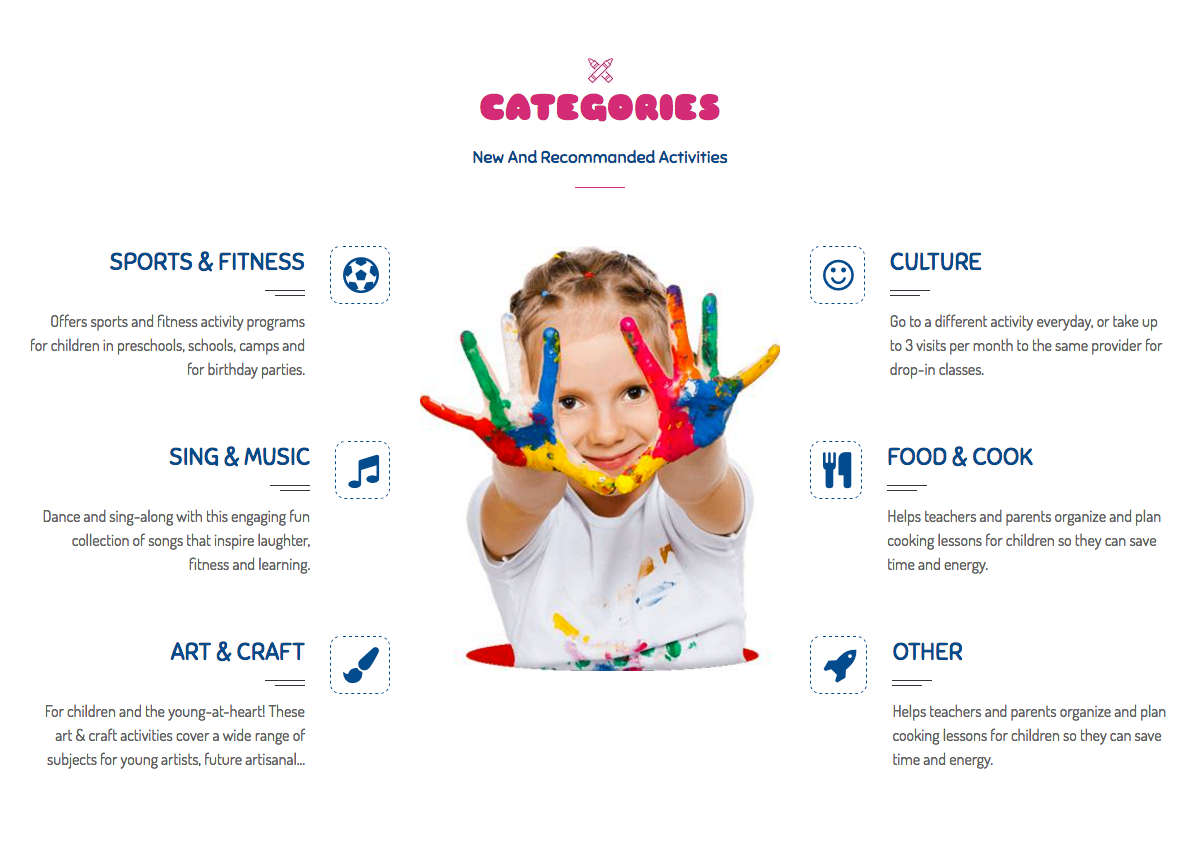 CATEGORIES
New And Recommanded Activities
SPORTS & FITNESS
Offers sports and fitness activity programs
for children in preschools, schools, camps and
for birthday parties.
SING & MUSIC
Dance and sing-along with this engaging fun
collection of songs that inspire laughter,
fitness and learning.
ART & CRAFT
For children and the young-at-heart! These
art & craft activities cover a wide range of
subjects for young artists, future artisanal...
CULTURE
Go to a different activity everyday, or take up
to 3 visits per month to the same provider for
drop-in classes.
FOOD & COOK
Helps teachers and parents organize and plan
cooking lessons for children so they can save
time and energy.
OTHER
Helps teachers and parents organize and plan
cooking lessons for children so they can save
time and energy.